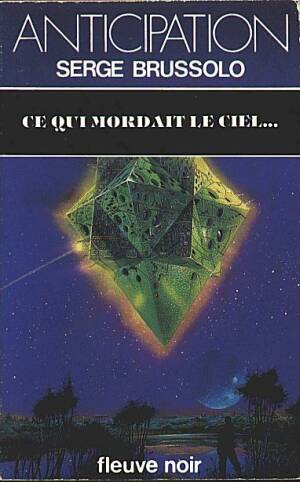 ANTICIPATION
SERGE BRUSSOLO
CE QUI MORDAIT LE CIEL...
fleuve noir